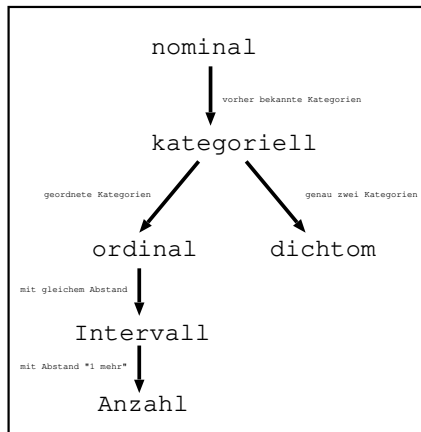 nominal
vorher bekannte Kategorien
kategoriell
geordnete Kategorien
genau zwei Kategorien
ordinal
dichtom
mit gleichem Abstand
Intervall
mit Abstand "1 mehr"
Anzahl